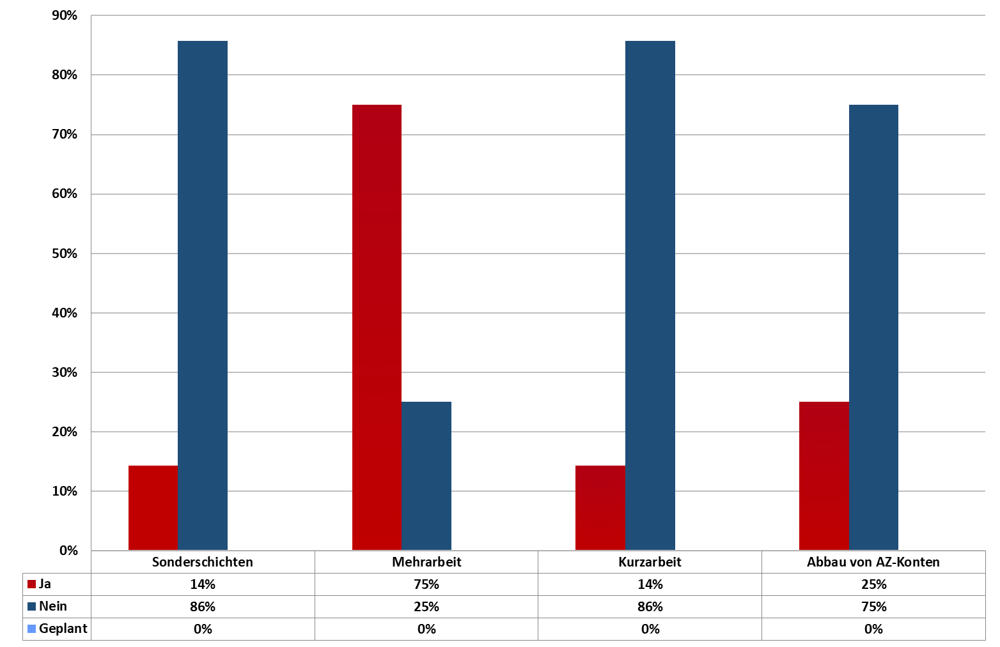 90%
80%
70%
60%
50%
40%
30%
20%
10%
0%
Sonderschichten Mehrarbeit Kurzarbeit Abbau von AZ-Konten
Ja 14% 75% 14% 25%
Nein 86% 25% 86% 75%
Geplant 0% 0% 0% 0%